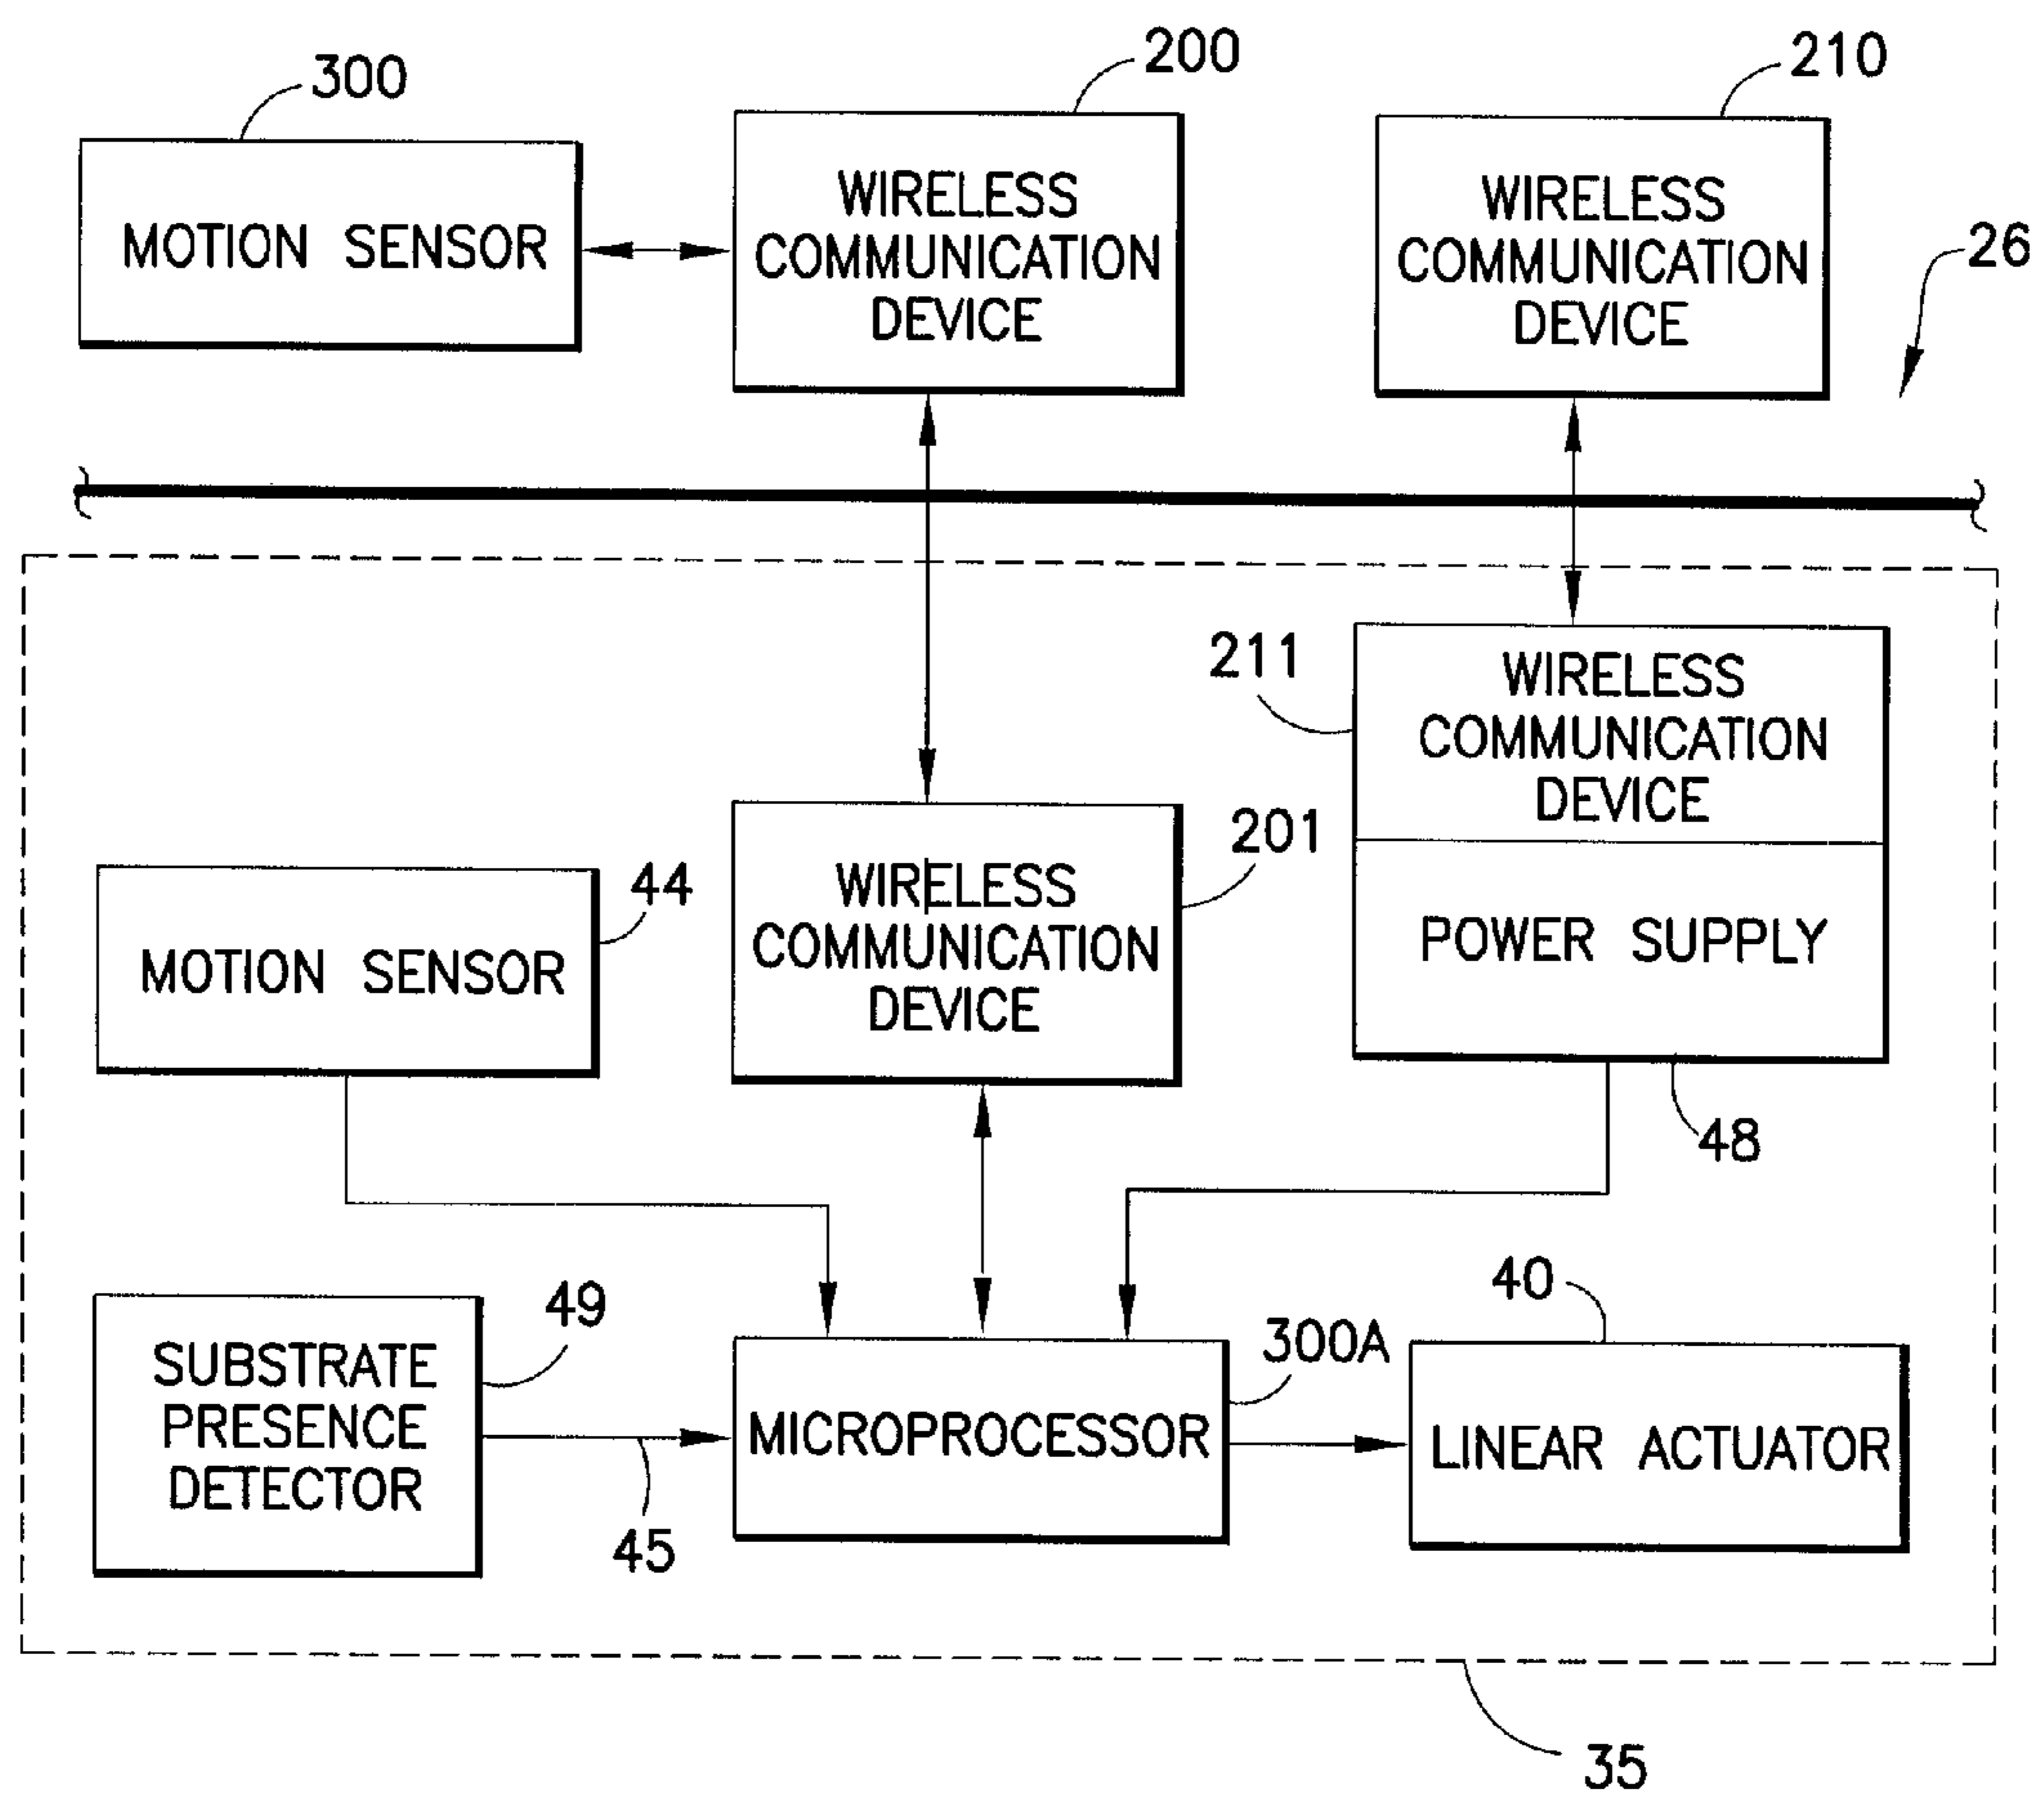 300
200
210
MOTION SENSOR
WIRELESS
COMMUNICATION
DEVICE
WIRELESS
COMMUNICATION
DEVICE
26
211
WIRELESS
COMMUNICATION
DEVICE
POWER SUPPLY
48
44
MOTION SENSOR
201
WIRELESS
COMMUNICATION
DEVICE
49
SUBSTRATE
PRESENCE
DETECTOR
45
300A
MICROPROCESSOR
40
LINEAR ACTUATOR
35